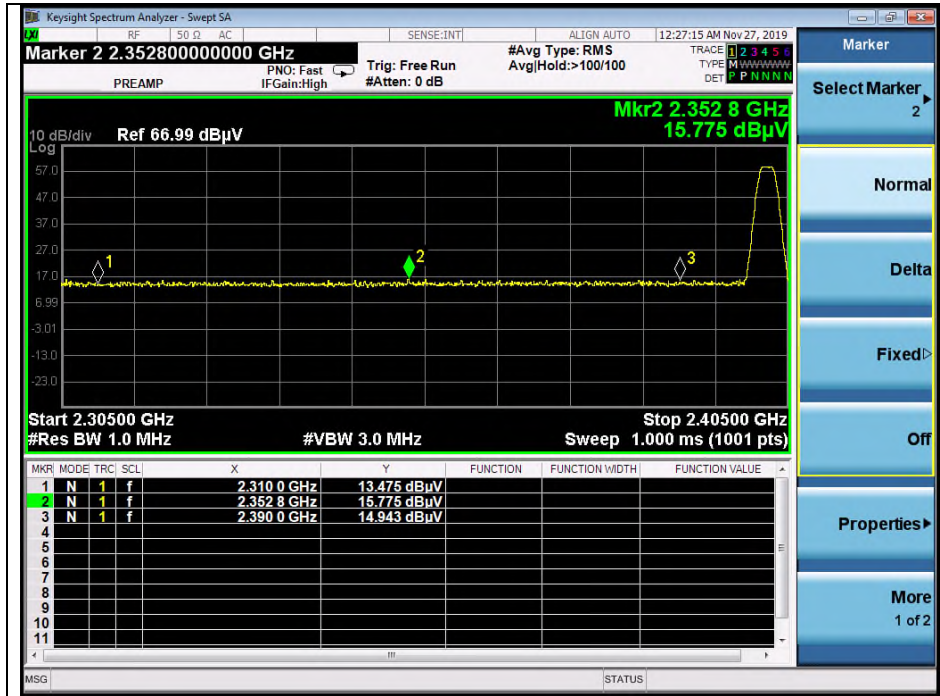 Keysight Spectrum Analyzer - Swept SA
LXI RF 50 Ω AC SENSE:INT ALIGN AUTO 12:27:15 AM Nov 27, 2019
Marker 2 2.352800000000 GHz
PREAMP
PNO: Fast
IFGain:High
Trig: Free Run
#Atten: 0 dB
#Avg Type: RMS
Avg|Hold:>100/100
TRACE 1 2 3 4 5 6
TYPE M W W W W W
DET P P N N N N
Mkr2 2.352 8 GHz
15.775 dBµV
10 dB/div Ref 66.99 dBµV
Log
57.0
47.0
37.0
27.0
17.0
6.99
-3.01
-13.0
-23.0
1
2
3
Start 2.30500 GHz
Stop 2.40500 GHz
#Res BW 1.0 MHz
#VBW 3.0 MHz
Sweep 1.000 ms (1001 pts)
MKR MODE TRC SCL X Y FUNCTION FUNCTION WIDTH FUNCTION VALUE
1 N 1 f 2.310 0 GHz 13.475 dBµV
2 N 1 f 2.352 8 GHz 15.775 dBµV
3 N 1 f 2.390 0 GHz 14.943 dBµV
4
5
6
7
8
9
10
11
MSG
STATUS
Marker
Select Marker
2
Normal
Delta
Fixed
Off
Properties
More
1 of 2